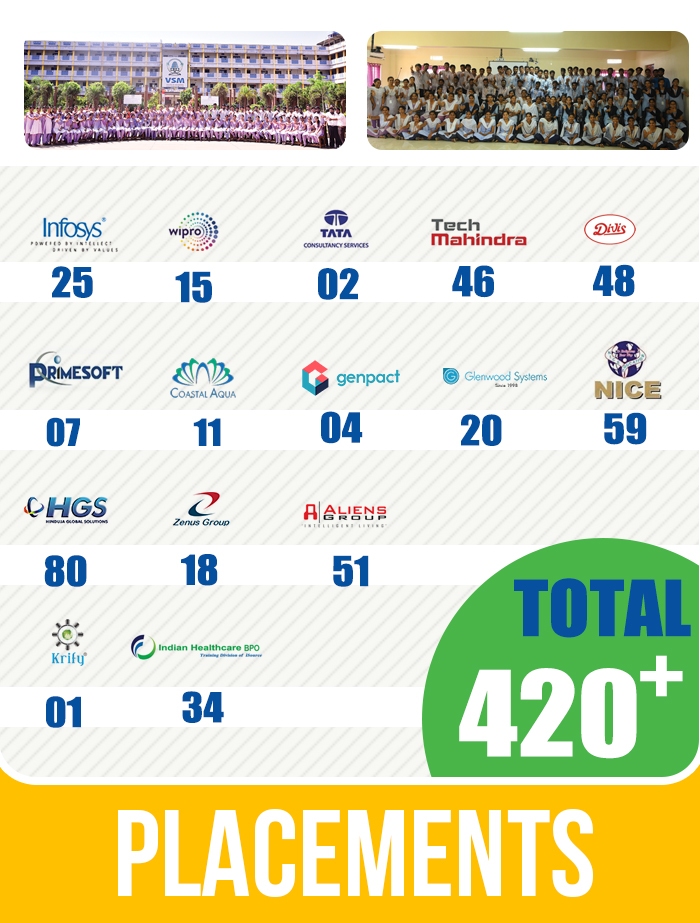 VSM
Infosys®
POWERED BY INTELLECT
DRIVEN BY VALUES
wipro
TATA
CONSULTANCY SERVICES
Tech
Mahindra
Divis
25
15
02
46
48
PRIMESOFT
COASTAL AQUA
genpact
Glenwood Systems
Since 1998
NICE
07
11
04
20
59
HGS
HINDUJA GLOBAL SOLUTIONS
Zenus Group
ALIENS
GROUP
INTELLIGENT LIVING
80
18
51
TOTAL
420+
Krify®
Indian Healthcare BPO
Training Division of Omnex
01
34
PLACEMENTS